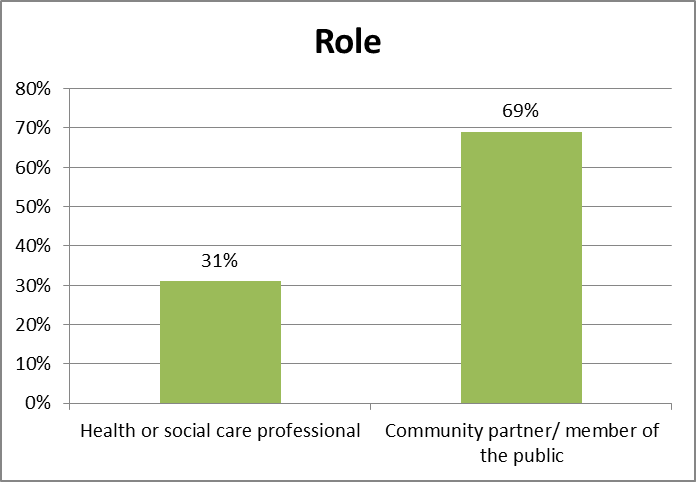 Role
80%
70%
60%
50%
40%
30%
20%
10%
0%
31%
69%
Health or social care professional
Community partner/ member of
the public